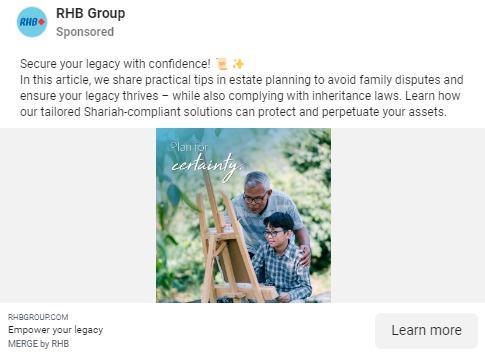 RHB
RHB Group
Sponsored
Secure your legacy with confidence! 📜 ✨
In this article, we share practical tips in estate planning to avoid family disputes and
ensure your legacy thrives – while also complying with inheritance laws. Learn how
our tailored Shariah-compliant solutions can protect and perpetuate your assets.
Plan for
certainty.
RHBGROUP.COM
Empower your legacy
MERGE by RHB
Learn more